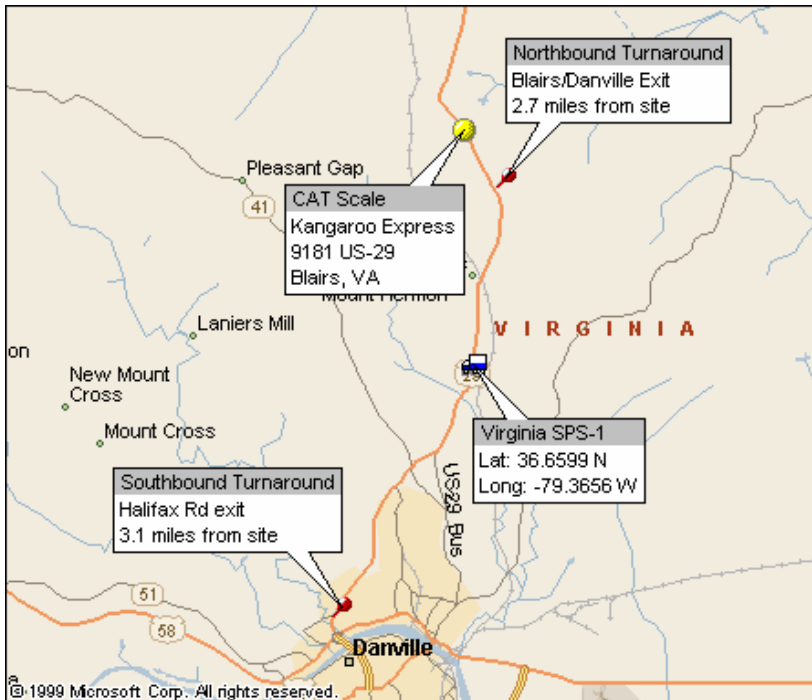 Northbound Turnaround
Blairs/Danville Exit
2.7 miles from site
Pleasant Gap
41
CAT Scale
Kangaroo Express
9181 US-29
Blairs, VA
Mount Hermon
Laniers Mill
VIRGINIA
on
29
New Mount
Cross
Mount Cross
Virginia SPS-1
Lat: 36.6599 N
Long: -79.3656 W
Southbound Turnaround
Halifax Rd exit
3.1 miles from site
US-29 Bus
51
58
Danville
©1999 Microsoft Corp. All rights reserved.